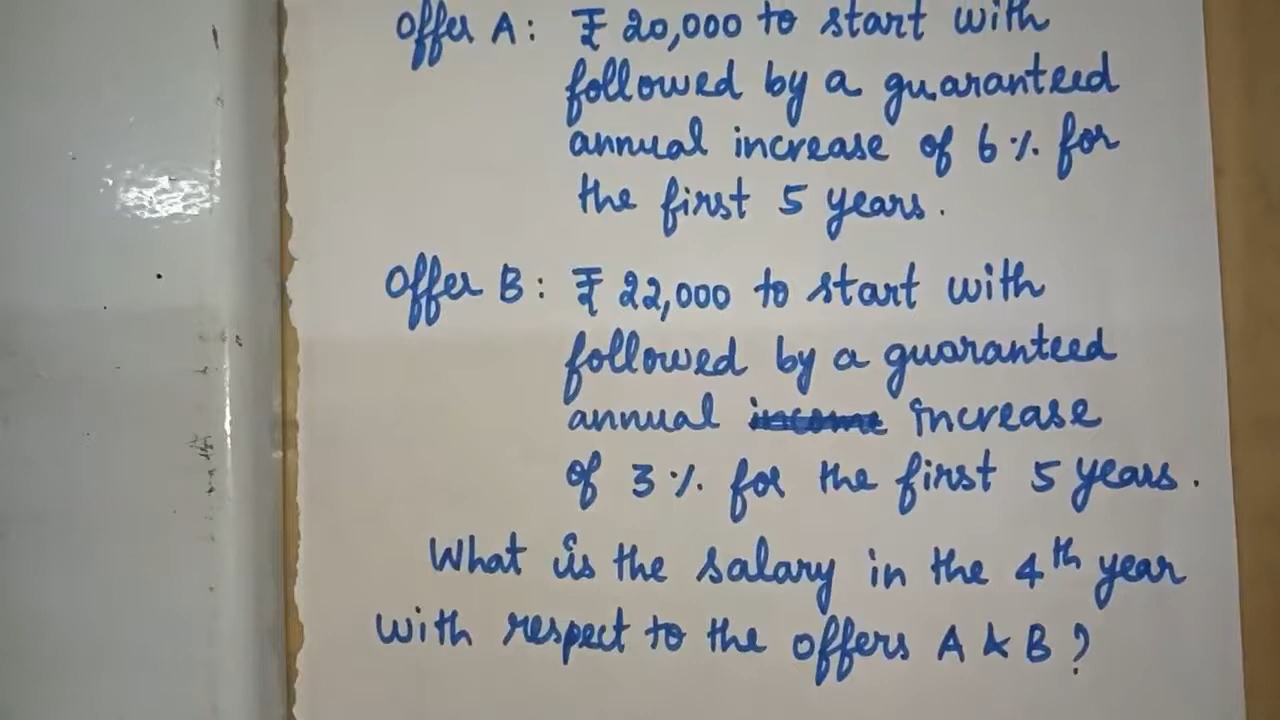 Offer A: ₹ 20,000 to start with
followed by a guaranteed
annual increase of 6 % for
the first 5 years.
Offer B: ₹ 22,000 to start with
followed by a guaranteed
annual increase
of 3 % for the first 5 years.
What is the salary in the 4th year
with respect to the offers A & B?